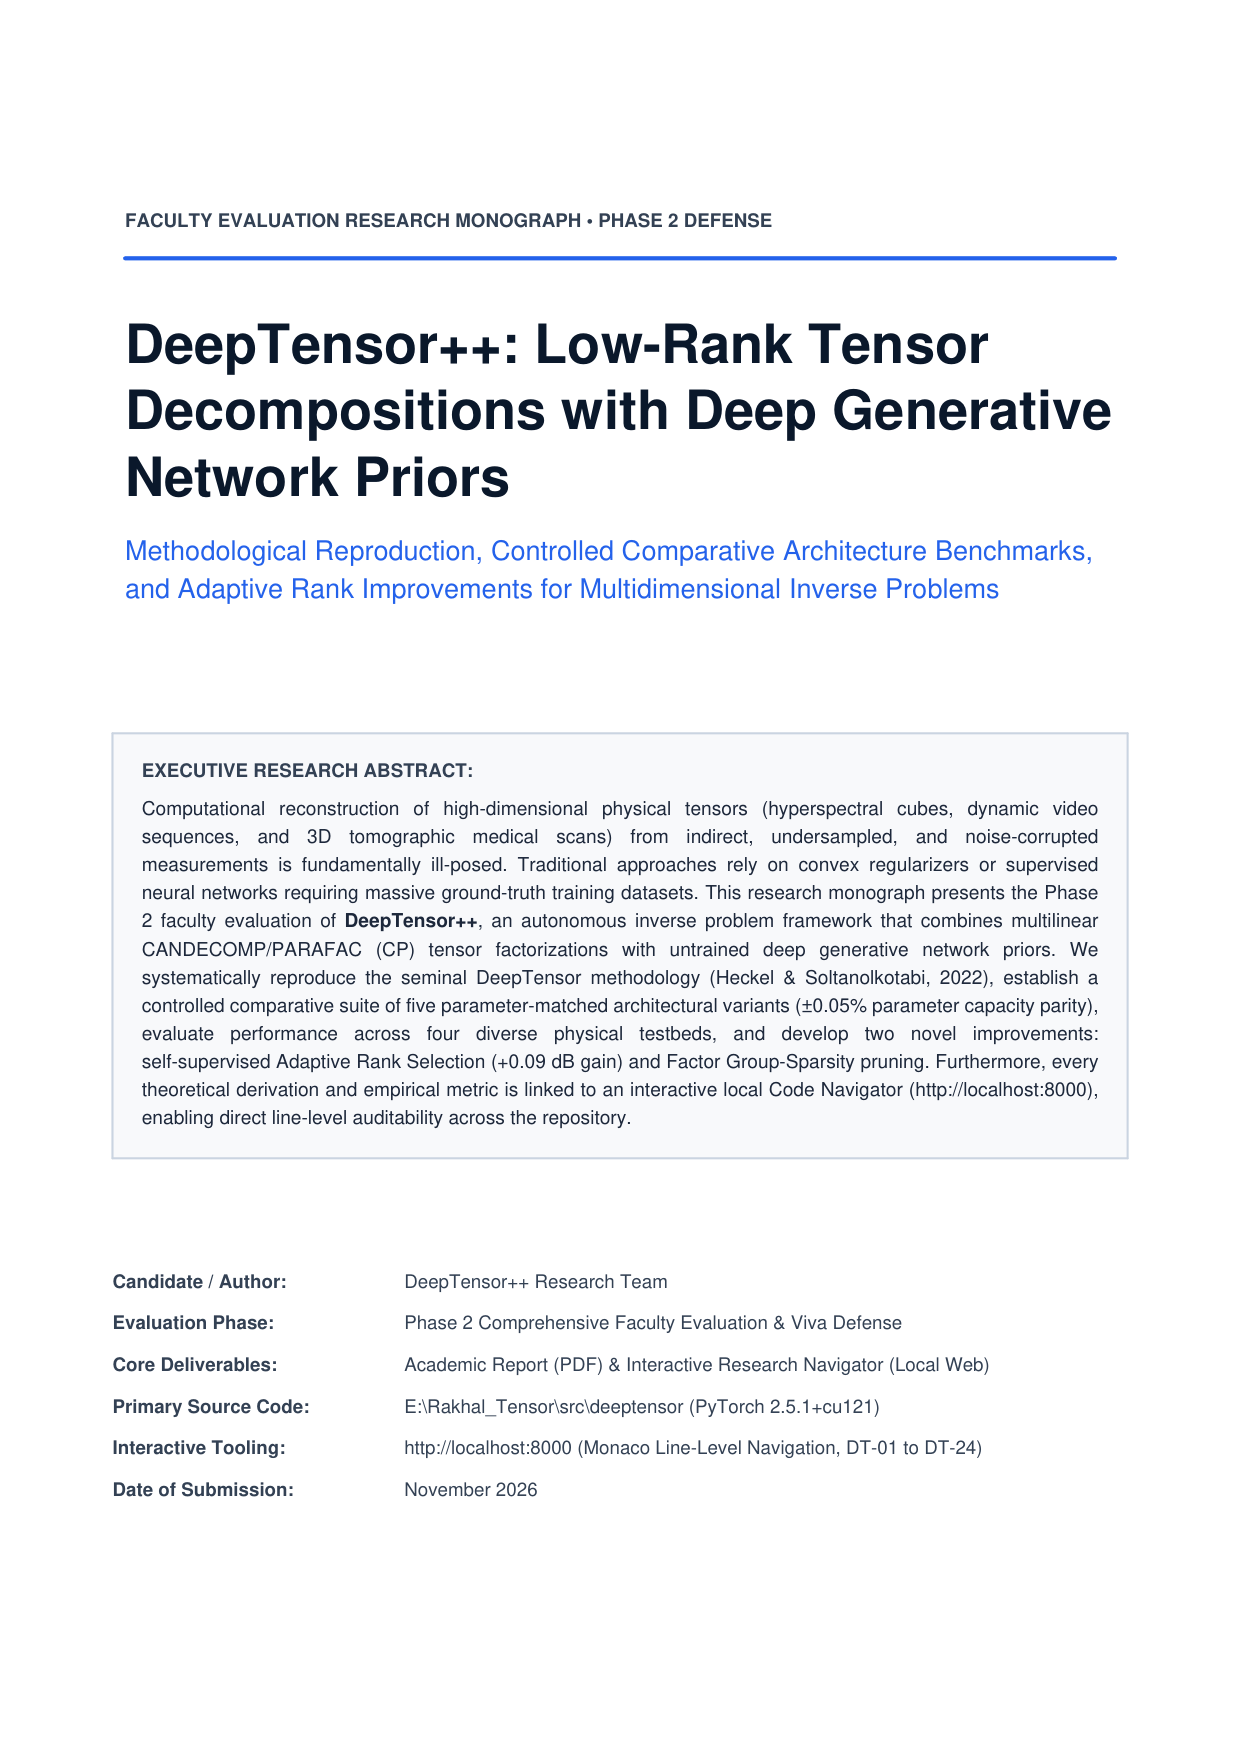 FACULTY EVALUATION RESEARCH MONOGRAPH • PHASE 2 DEFENSE
DeepTensor++: Low-Rank Tensor
Decompositions with Deep Generative
Network Priors
Methodological Reproduction, Controlled Comparative Architecture Benchmarks,
and Adaptive Rank Improvements for Multidimensional Inverse Problems
EXECUTIVE RESEARCH ABSTRACT:
Computational reconstruction of high-dimensional physical tensors (hyperspectral cubes, dynamic video
sequences, and 3D tomographic medical scans) from indirect, undersampled, and noise-corrupted
measurements is fundamentally ill-posed. Traditional approaches rely on convex regularizers or supervised
neural networks requiring massive ground-truth training datasets. This research monograph presents the Phase
2 faculty evaluation of DeepTensor++, an autonomous inverse problem framework that combines multilinear
CANDECOMP/PARAFAC (CP) tensor factorizations with untrained deep generative network priors. We
systematically reproduce the seminal DeepTensor methodology (Heckel & Soltanolkotabi, 2022), establish a
controlled comparative suite of five parameter-matched architectural variants (±0.05% parameter capacity parity),
evaluate performance across four diverse physical testbeds, and develop two novel improvements:
self-supervised Adaptive Rank Selection (+0.09 dB gain) and Factor Group-Sparsity pruning. Furthermore, every
theoretical derivation and empirical metric is linked to an interactive local Code Navigator (http://localhost:8000),
enabling direct line-level auditability across the repository.
Candidate / Author: DeepTensor++ Research Team
Evaluation Phase: Phase 2 Comprehensive Faculty Evaluation & Viva Defense
Core Deliverables: Academic Report (PDF) & Interactive Research Navigator (Local Web)
Primary Source Code: E:\Rakhal_Tensor\src\deeptensor (PyTorch 2.5.1+cu121)
Interactive Tooling: http://localhost:8000 (Monaco Line-Level Navigation, DT-01 to DT-24)
Date of Submission: November 2026